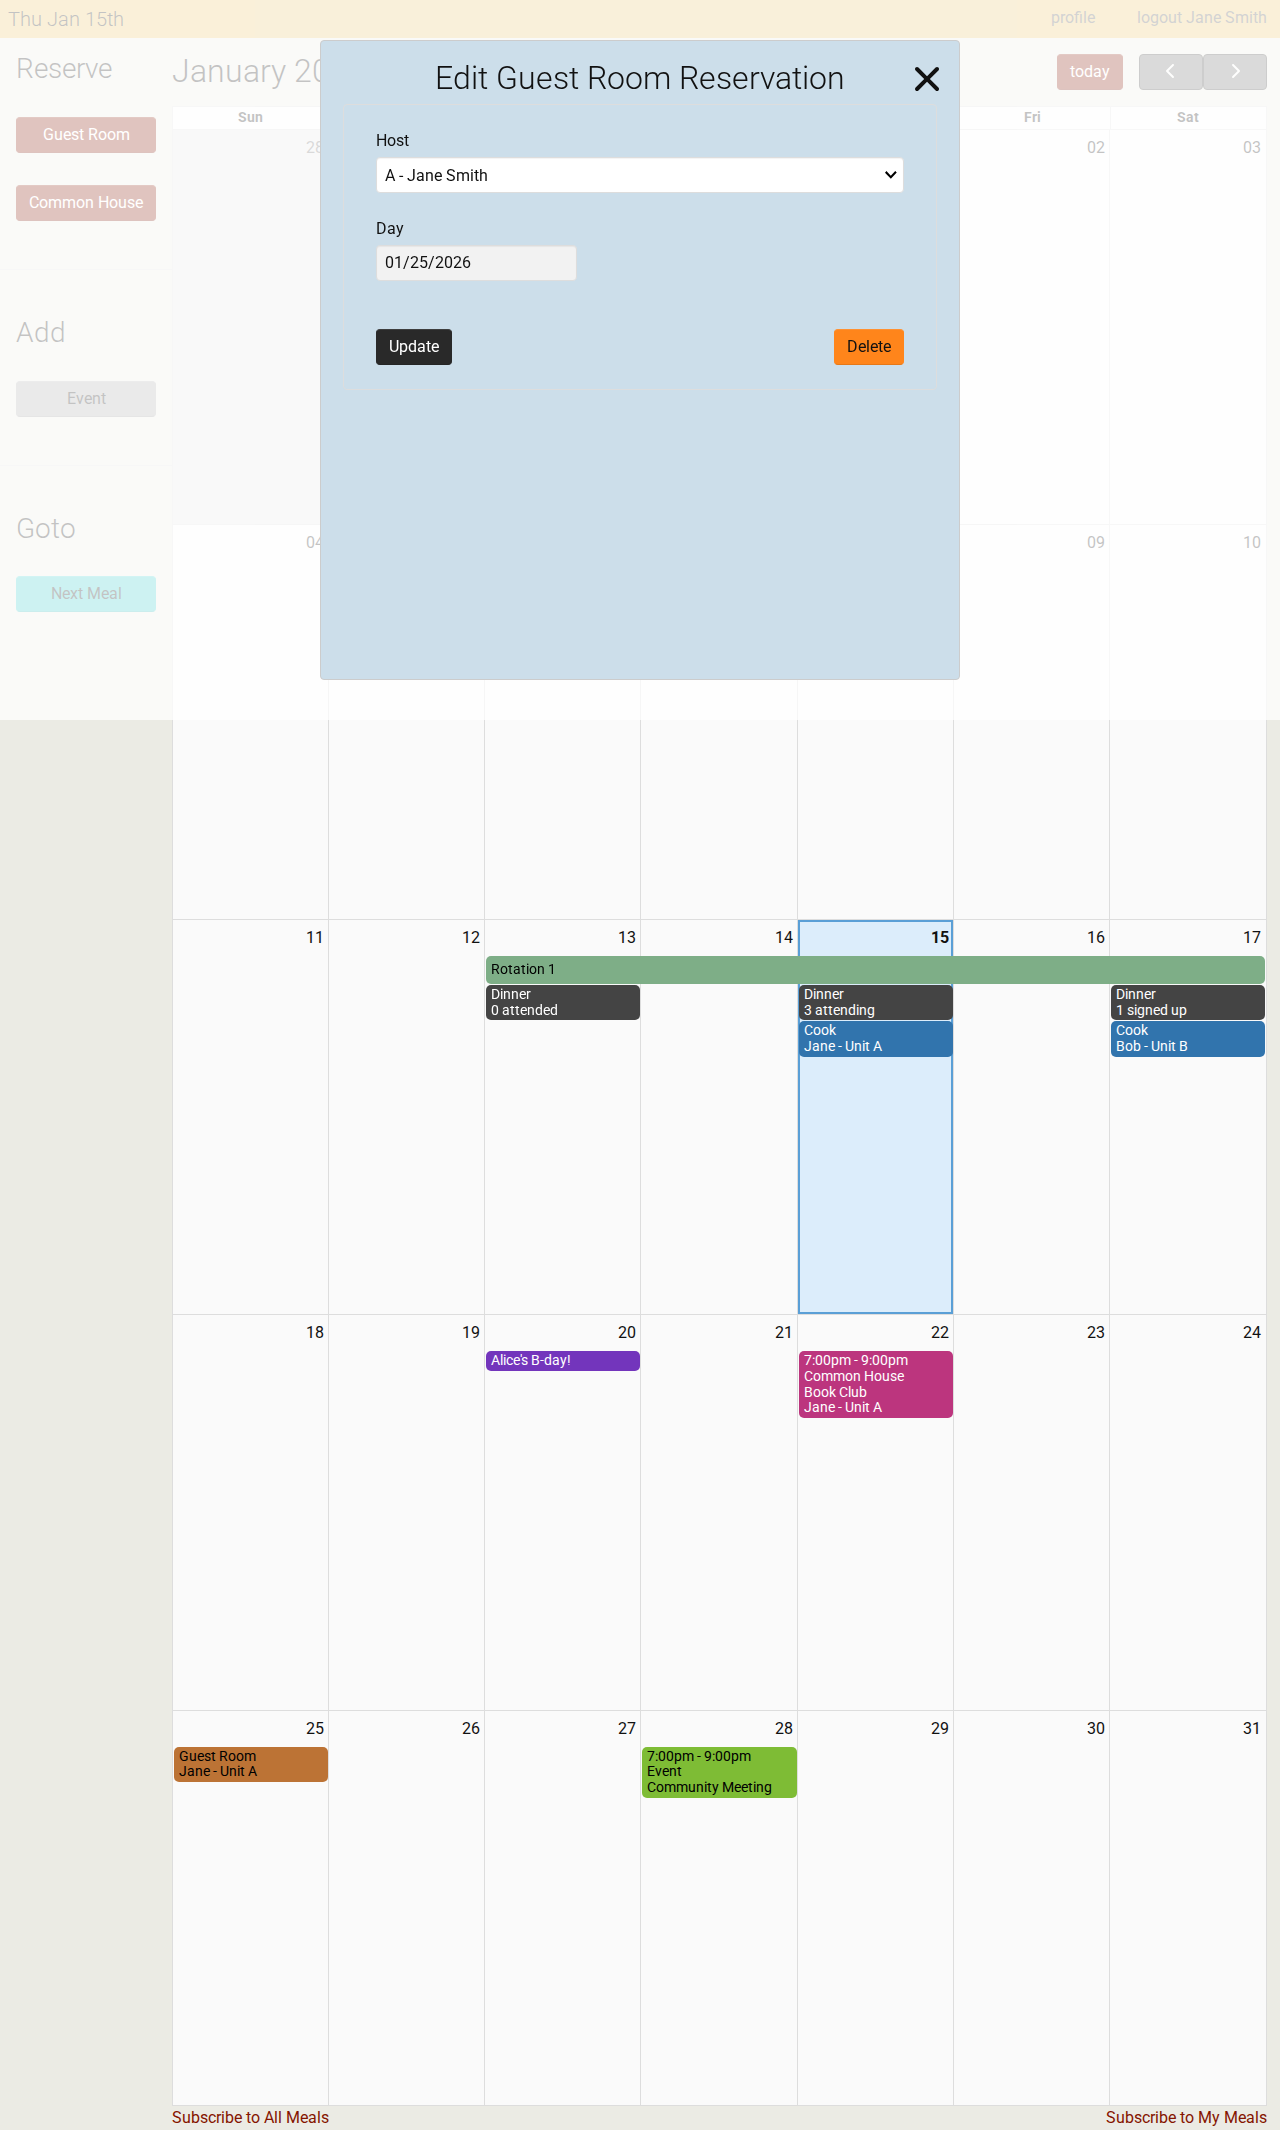 Thu Jan 15th
profile
logout Jane Smith
Reserve
Guest Room
Common House
Add
Event
Goto
Next Meal
January 20
today
Edit Guest Room Reservation
Host
A - Jane Smith
Day
01/25/2026
Update
Delete
Sun
Fri
Sat
28
02
03
04
09
10
11
12
13
14
15
16
17
Rotation 1
Dinner
0 attended
Dinner
3 attending
Cook
Jane - Unit A
Dinner
1 signed up
Cook
Bob - Unit B
18
19
20
21
22
23
24
Alice's B-day!
7:00pm - 9:00pm
Common House
Book Club
Jane - Unit A
25
26
27
28
29
30
31
Guest Room
Jane - Unit A
7:00pm - 9:00pm
Event
Community Meeting
Subscribe to All Meals
Subscribe to My Meals